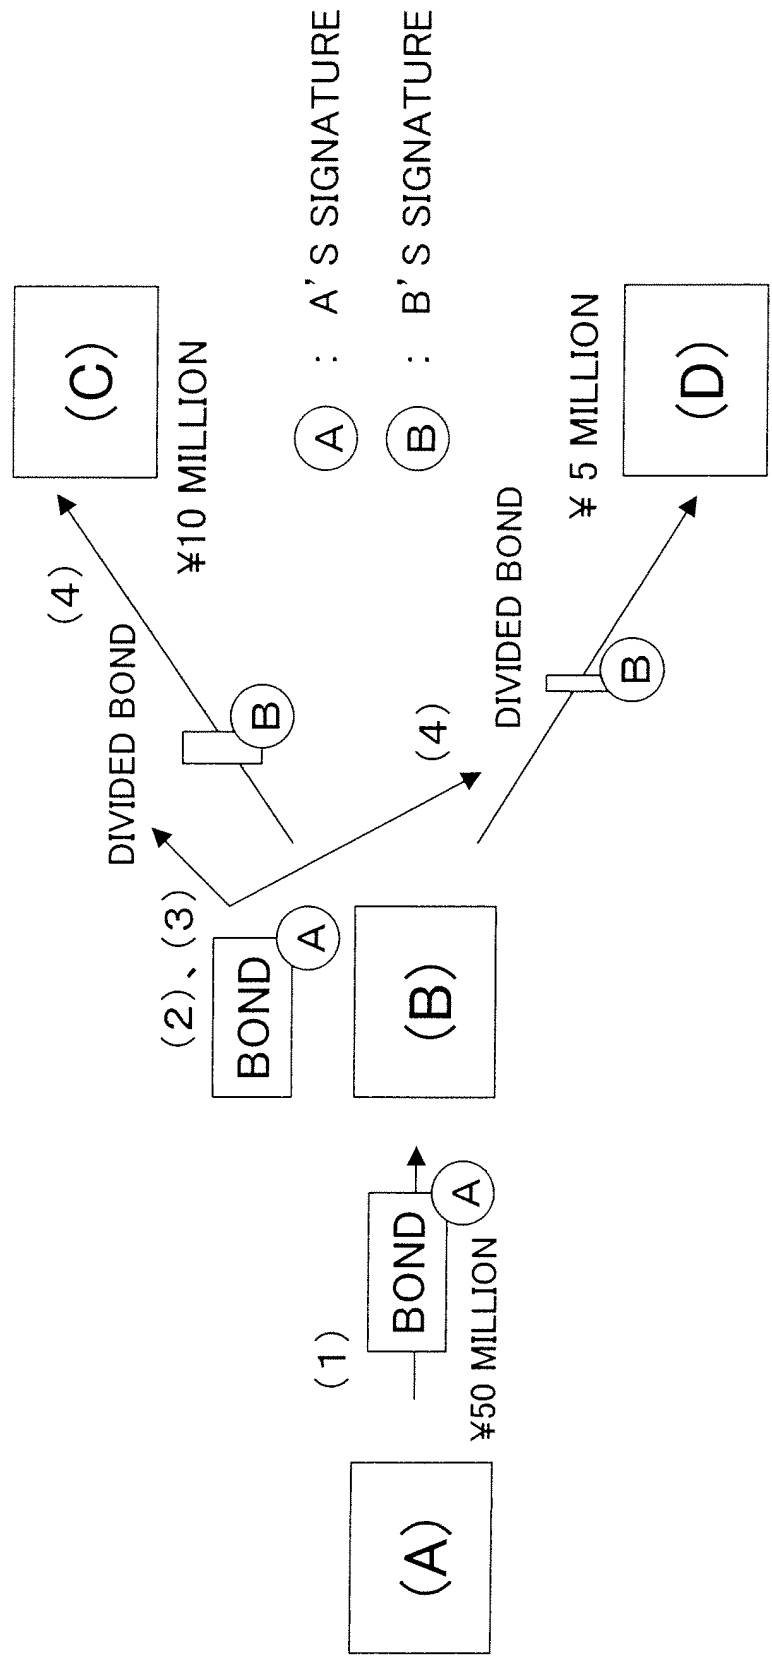 (A)
(1)
BOND
A
¥50 MILLION
(2)、(3)
BOND
A
(B)
DIVIDED BOND
(4)
B
¥10 MILLION
(C)
(4)
DIVIDED BOND
B
¥ 5 MILLION
(D)
A : A'S SIGNATURE
B : B'S SIGNATURE